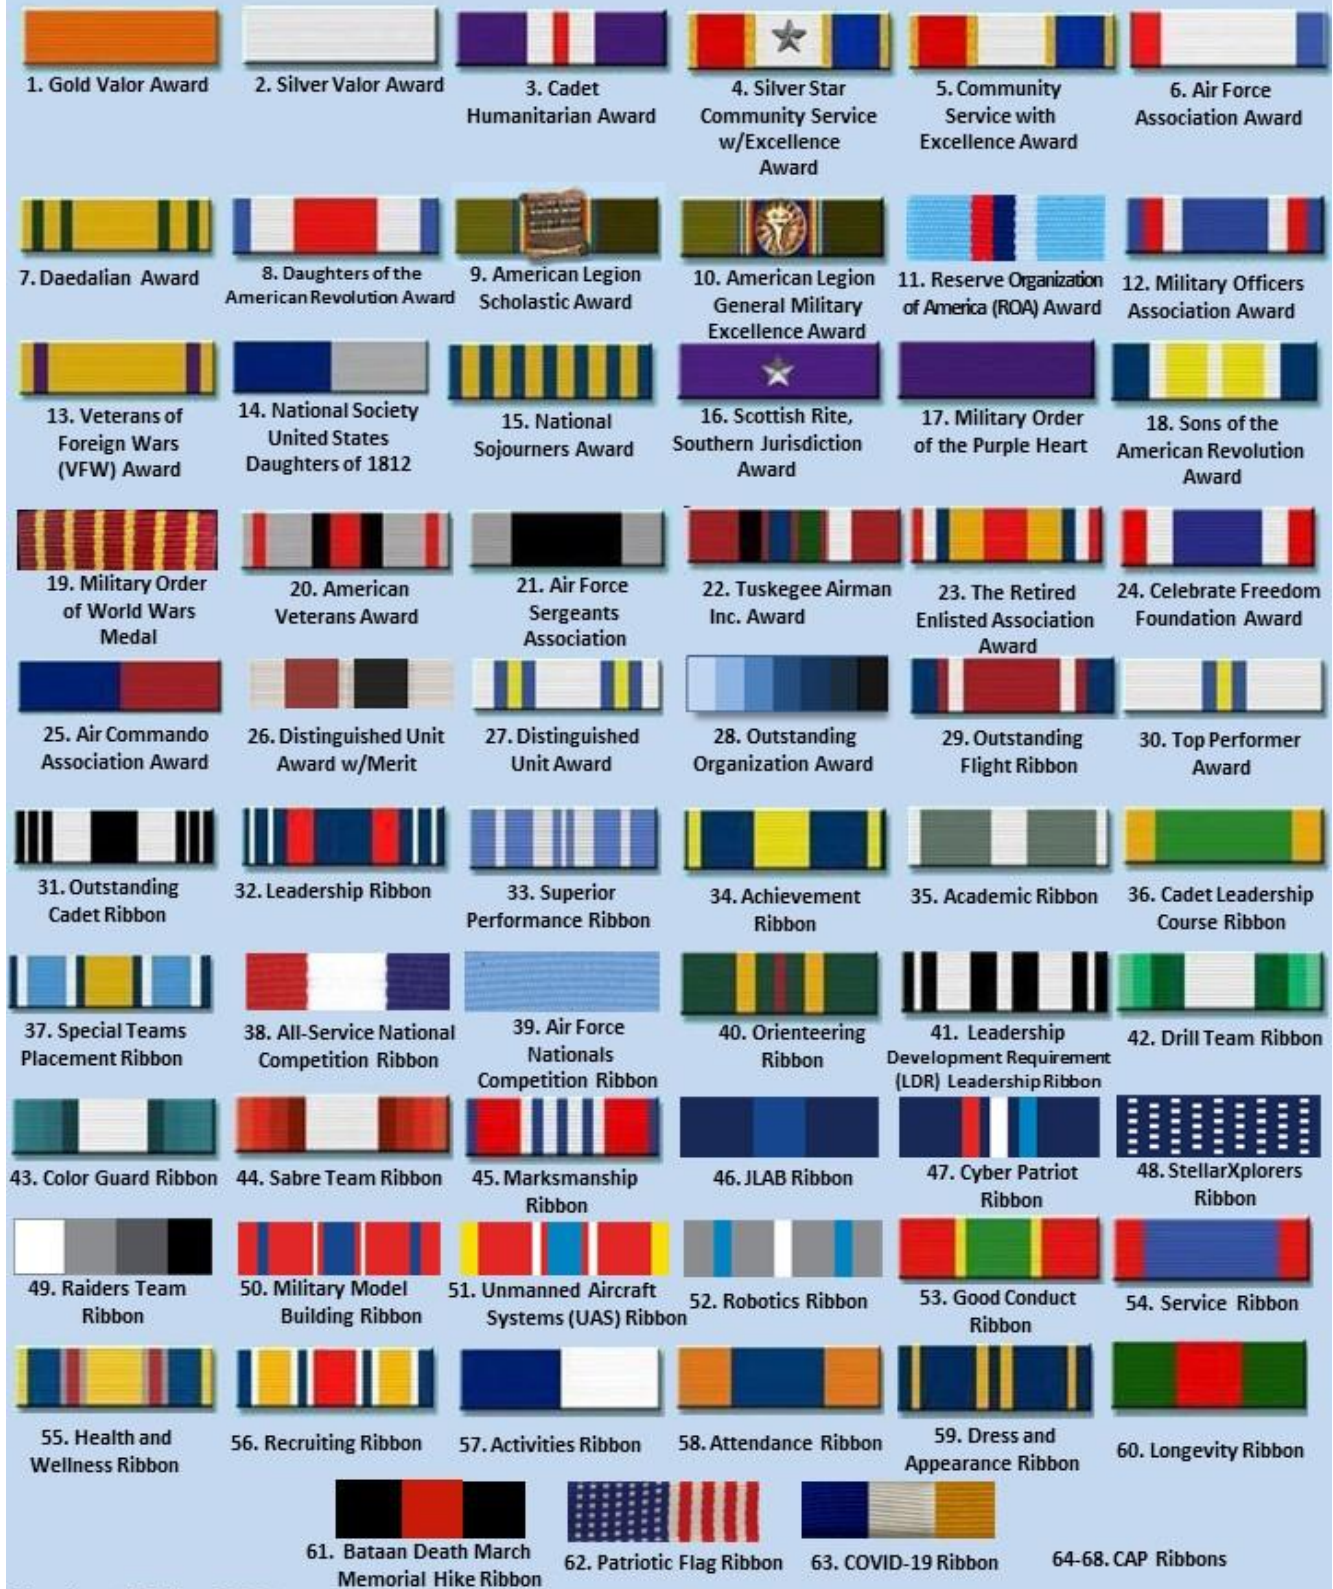 1. Gold Valor Award
2. Silver Valor Award
3. Cadet
Humanitarian Award
4. Silver Star
Community Service
w/Excellence
Award
5. Community
Service with
Excellence Award
6. Air Force
Association Award
7. Daedalian Award
8. Daughters of the
American Revolution Award
9. American Legion
Scholastic Award
10. American Legion
General Military
Excellence Award
11. Reserve Organization
of America (ROA) Award
12. Military Officers
Association Award
13. Veterans of
Foreign Wars
(VFW) Award
14. National Society
United States
Daughters of 1812
15. National
Sojourners Award
16. Scottish Rite,
Southern Jurisdiction
Award
17. Military Order
of the Purple Heart
18. Sons of the
American Revolution
Award
19. Military Order
of World Wars
Medal
20. American
Veterans Award
21. Air Force
Sergeants
Association
22. Tuskegee Airman
Inc. Award
23. The Retired
Enlisted Association
Award
24. Celebrate Freedom
Foundation Award
25. Air Commando
Association Award
26. Distinguished Unit
Award w/Merit
27. Distinguished
Unit Award
28. Outstanding
Organization Award
29. Outstanding
Flight Ribbon
30. Top Performer
Award
31. Outstanding
Cadet Ribbon
32. Leadership Ribbon
33. Superior
Performance Ribbon
34. Achievement
Ribbon
35. Academic Ribbon
36. Cadet Leadership
Course Ribbon
37. Special Teams
Placement Ribbon
38. All-Service National
Competition Ribbon
39. Air Force
Nationals
Competition Ribbon
40. Orienteering
Ribbon
41. Leadership
Development Requirement
(LDR) Leadership Ribbon
42. Drill Team Ribbon
43. Color Guard Ribbon
44. Sabre Team Ribbon
45. Marksmanship
Ribbon
46. JLAB Ribbon
47. Cyber Patriot
Ribbon
48. StellarXplorers
Ribbon
49. Raiders Team
Ribbon
50. Military Model
Building Ribbon
51. Unmanned Aircraft
Systems (UAS) Ribbon
52. Robotics Ribbon
53. Good Conduct
Ribbon
54. Service Ribbon
55. Health and
Wellness Ribbon
56. Recruiting Ribbon
57. Activities Ribbon
58. Attendance Ribbon
59. Dress and
Appearance Ribbon
60. Longevity Ribbon
61. Bataan Death March
Memorial Hike Ribbon
62. Patriotic Flag Ribbon
63. COVID-19 Ribbon
64-68. CAP Ribbons